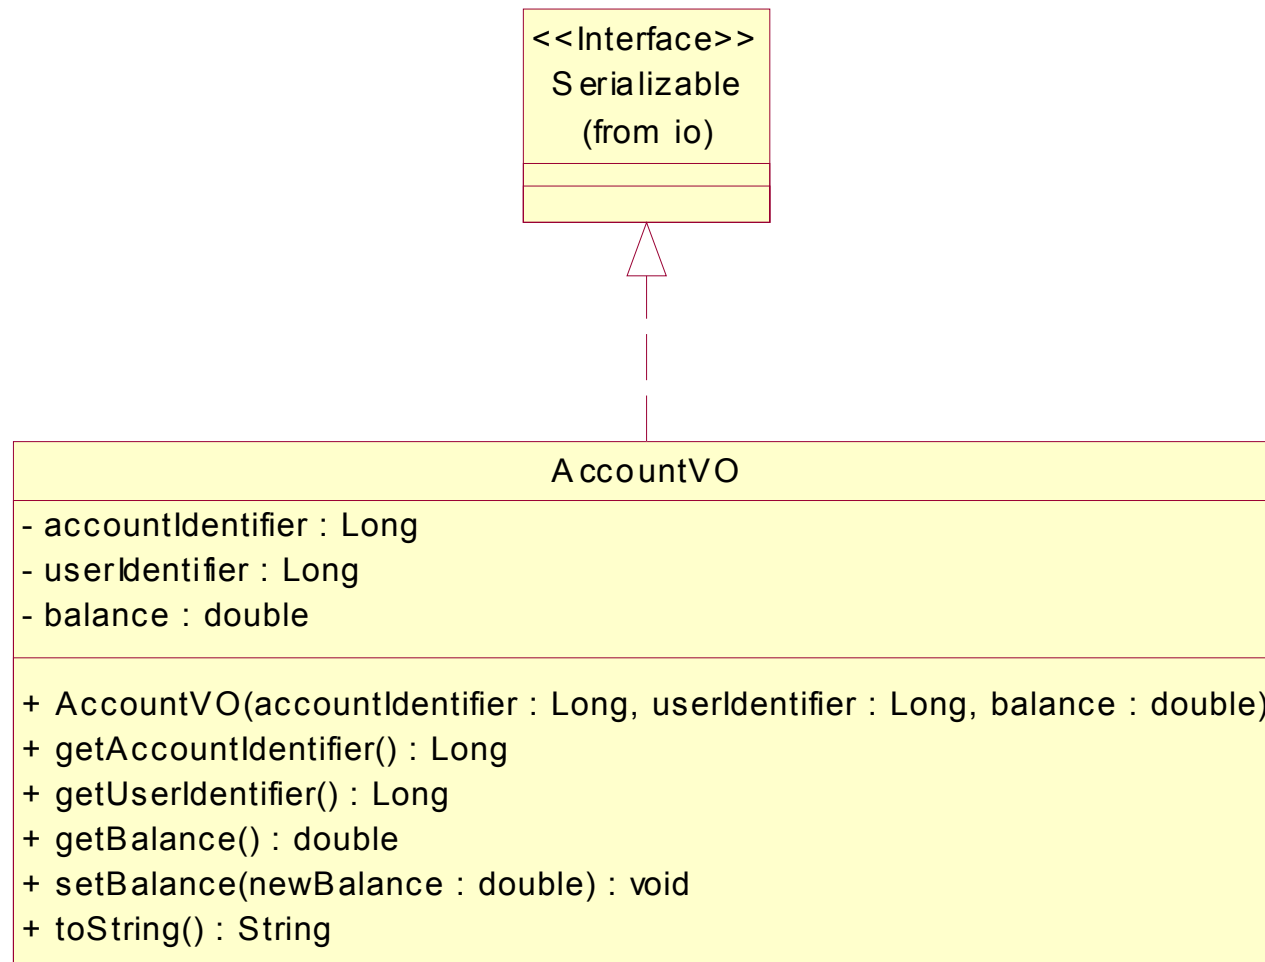 <<Interface>>
Serializable
(from io)
AccountVO
- accountIdentifier : Long
- userIdentifier : Long
- balance : double
+ AccountVO(accountIdentifier : Long, userIdentifier : Long, balance : double)
+ getAccountIdentifier() : Long
+ getUserIdentifier() : Long
+ getBalance() : double
+ setBalance(newBalance : double) : void
+ toString() : String